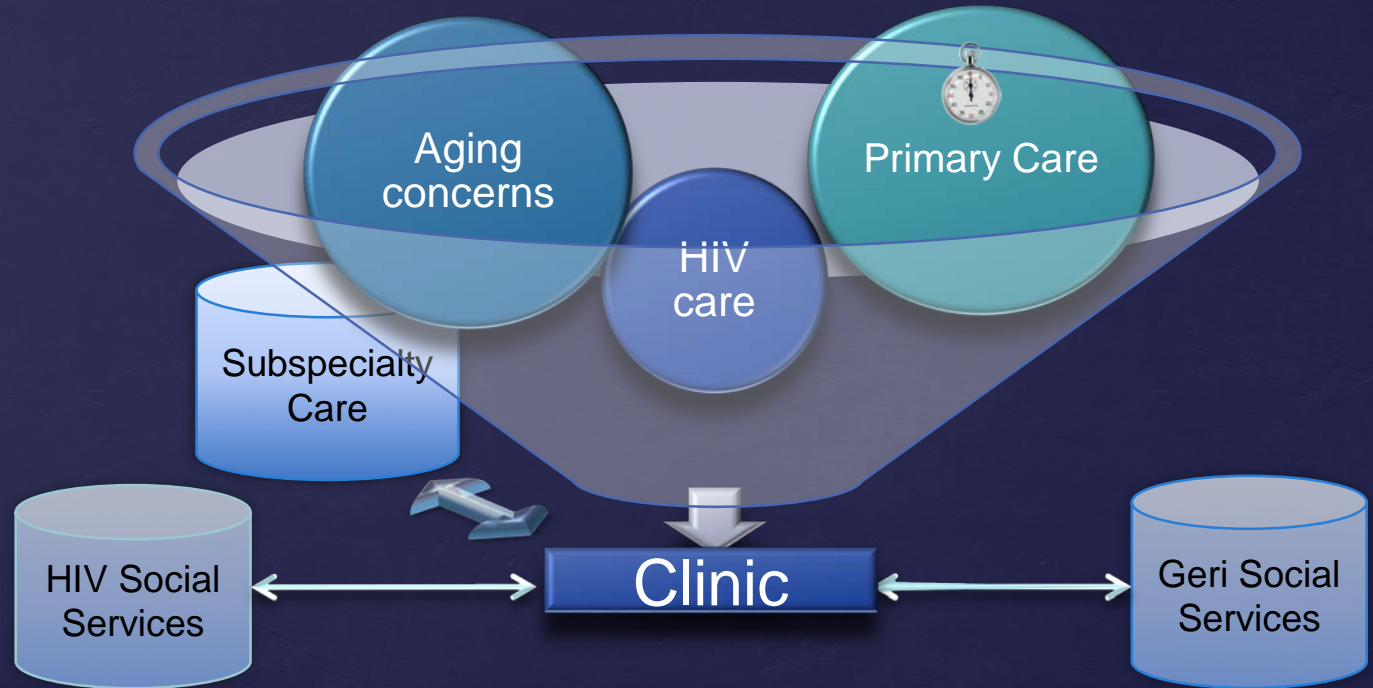 Aging
concerns
Primary Care
HIV
care
Subspecialty
Care
HIV Social
Services
Clinic
Geri Social
Services